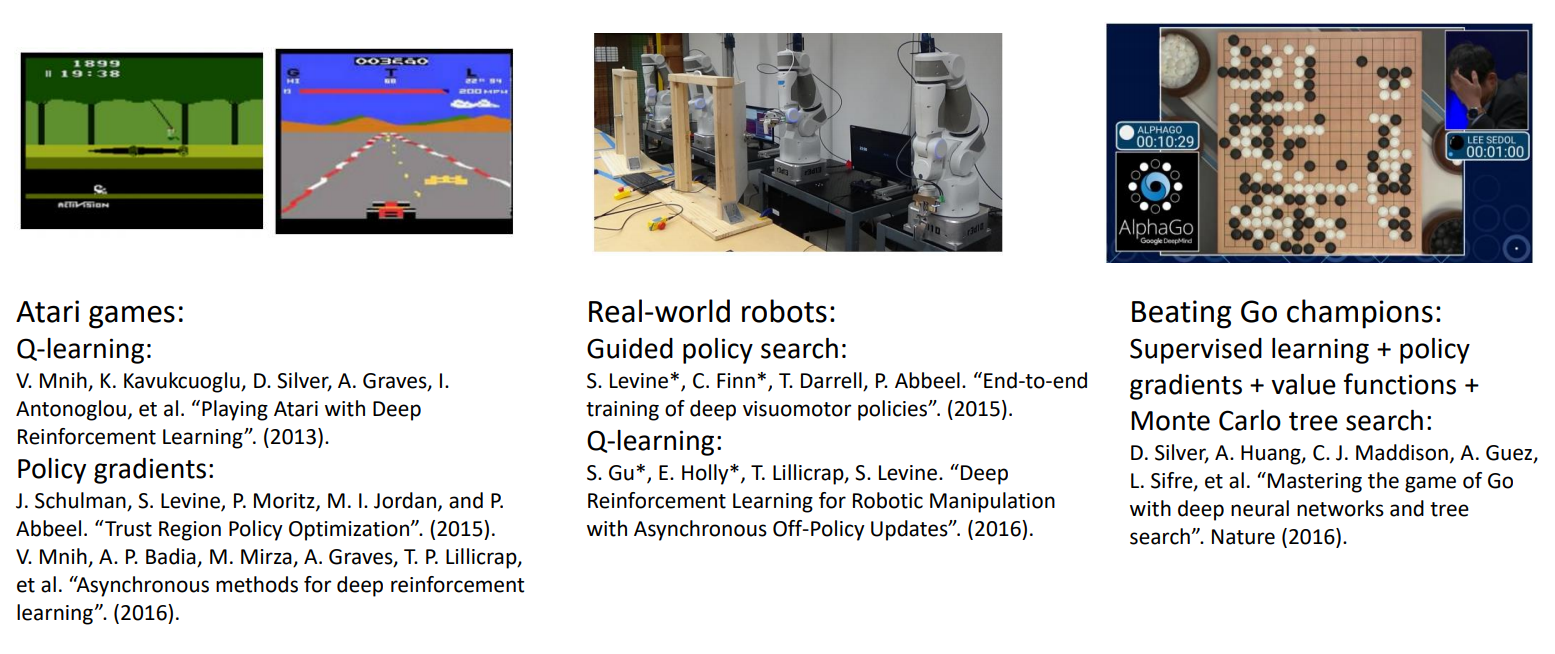 1899
II 19:38
ACTIVISION
003260
G T L
200 MPH
ALPHAGO
00:10:29
LEE SEDOL
00:01:00
AlphaGo
Google DeepMind
Atari games:
Q-learning:
V. Mnih, K. Kavukcuoglu, D. Silver, A. Graves, I.
Antonoglou, et al. “Playing Atari with Deep
Reinforcement Learning”. (2013).
Policy gradients:
J. Schulman, S. Levine, P. Moritz, M. I. Jordan, and P.
Abbeel. “Trust Region Policy Optimization”. (2015).
V. Mnih, A. P. Badia, M. Mirza, A. Graves, T. P. Lillicrap,
et al. “Asynchronous methods for deep reinforcement
learning”. (2016).
Real-world robots:
Guided policy search:
S. Levine*, C. Finn*, T. Darrell, P. Abbeel. “End-to-end
training of deep visuomotor policies”. (2015).
Q-learning:
S. Gu*, E. Holly*, T. Lillicrap, S. Levine. “Deep
Reinforcement Learning for Robotic Manipulation
with Asynchronous Off-Policy Updates”. (2016).
Beating Go champions:
Supervised learning + policy
gradients + value functions +
Monte Carlo tree search:
D. Silver, A. Huang, C. J. Maddison, A. Guez,
L. Sifre, et al. “Mastering the game of Go
with deep neural networks and tree
search”. Nature (2016).